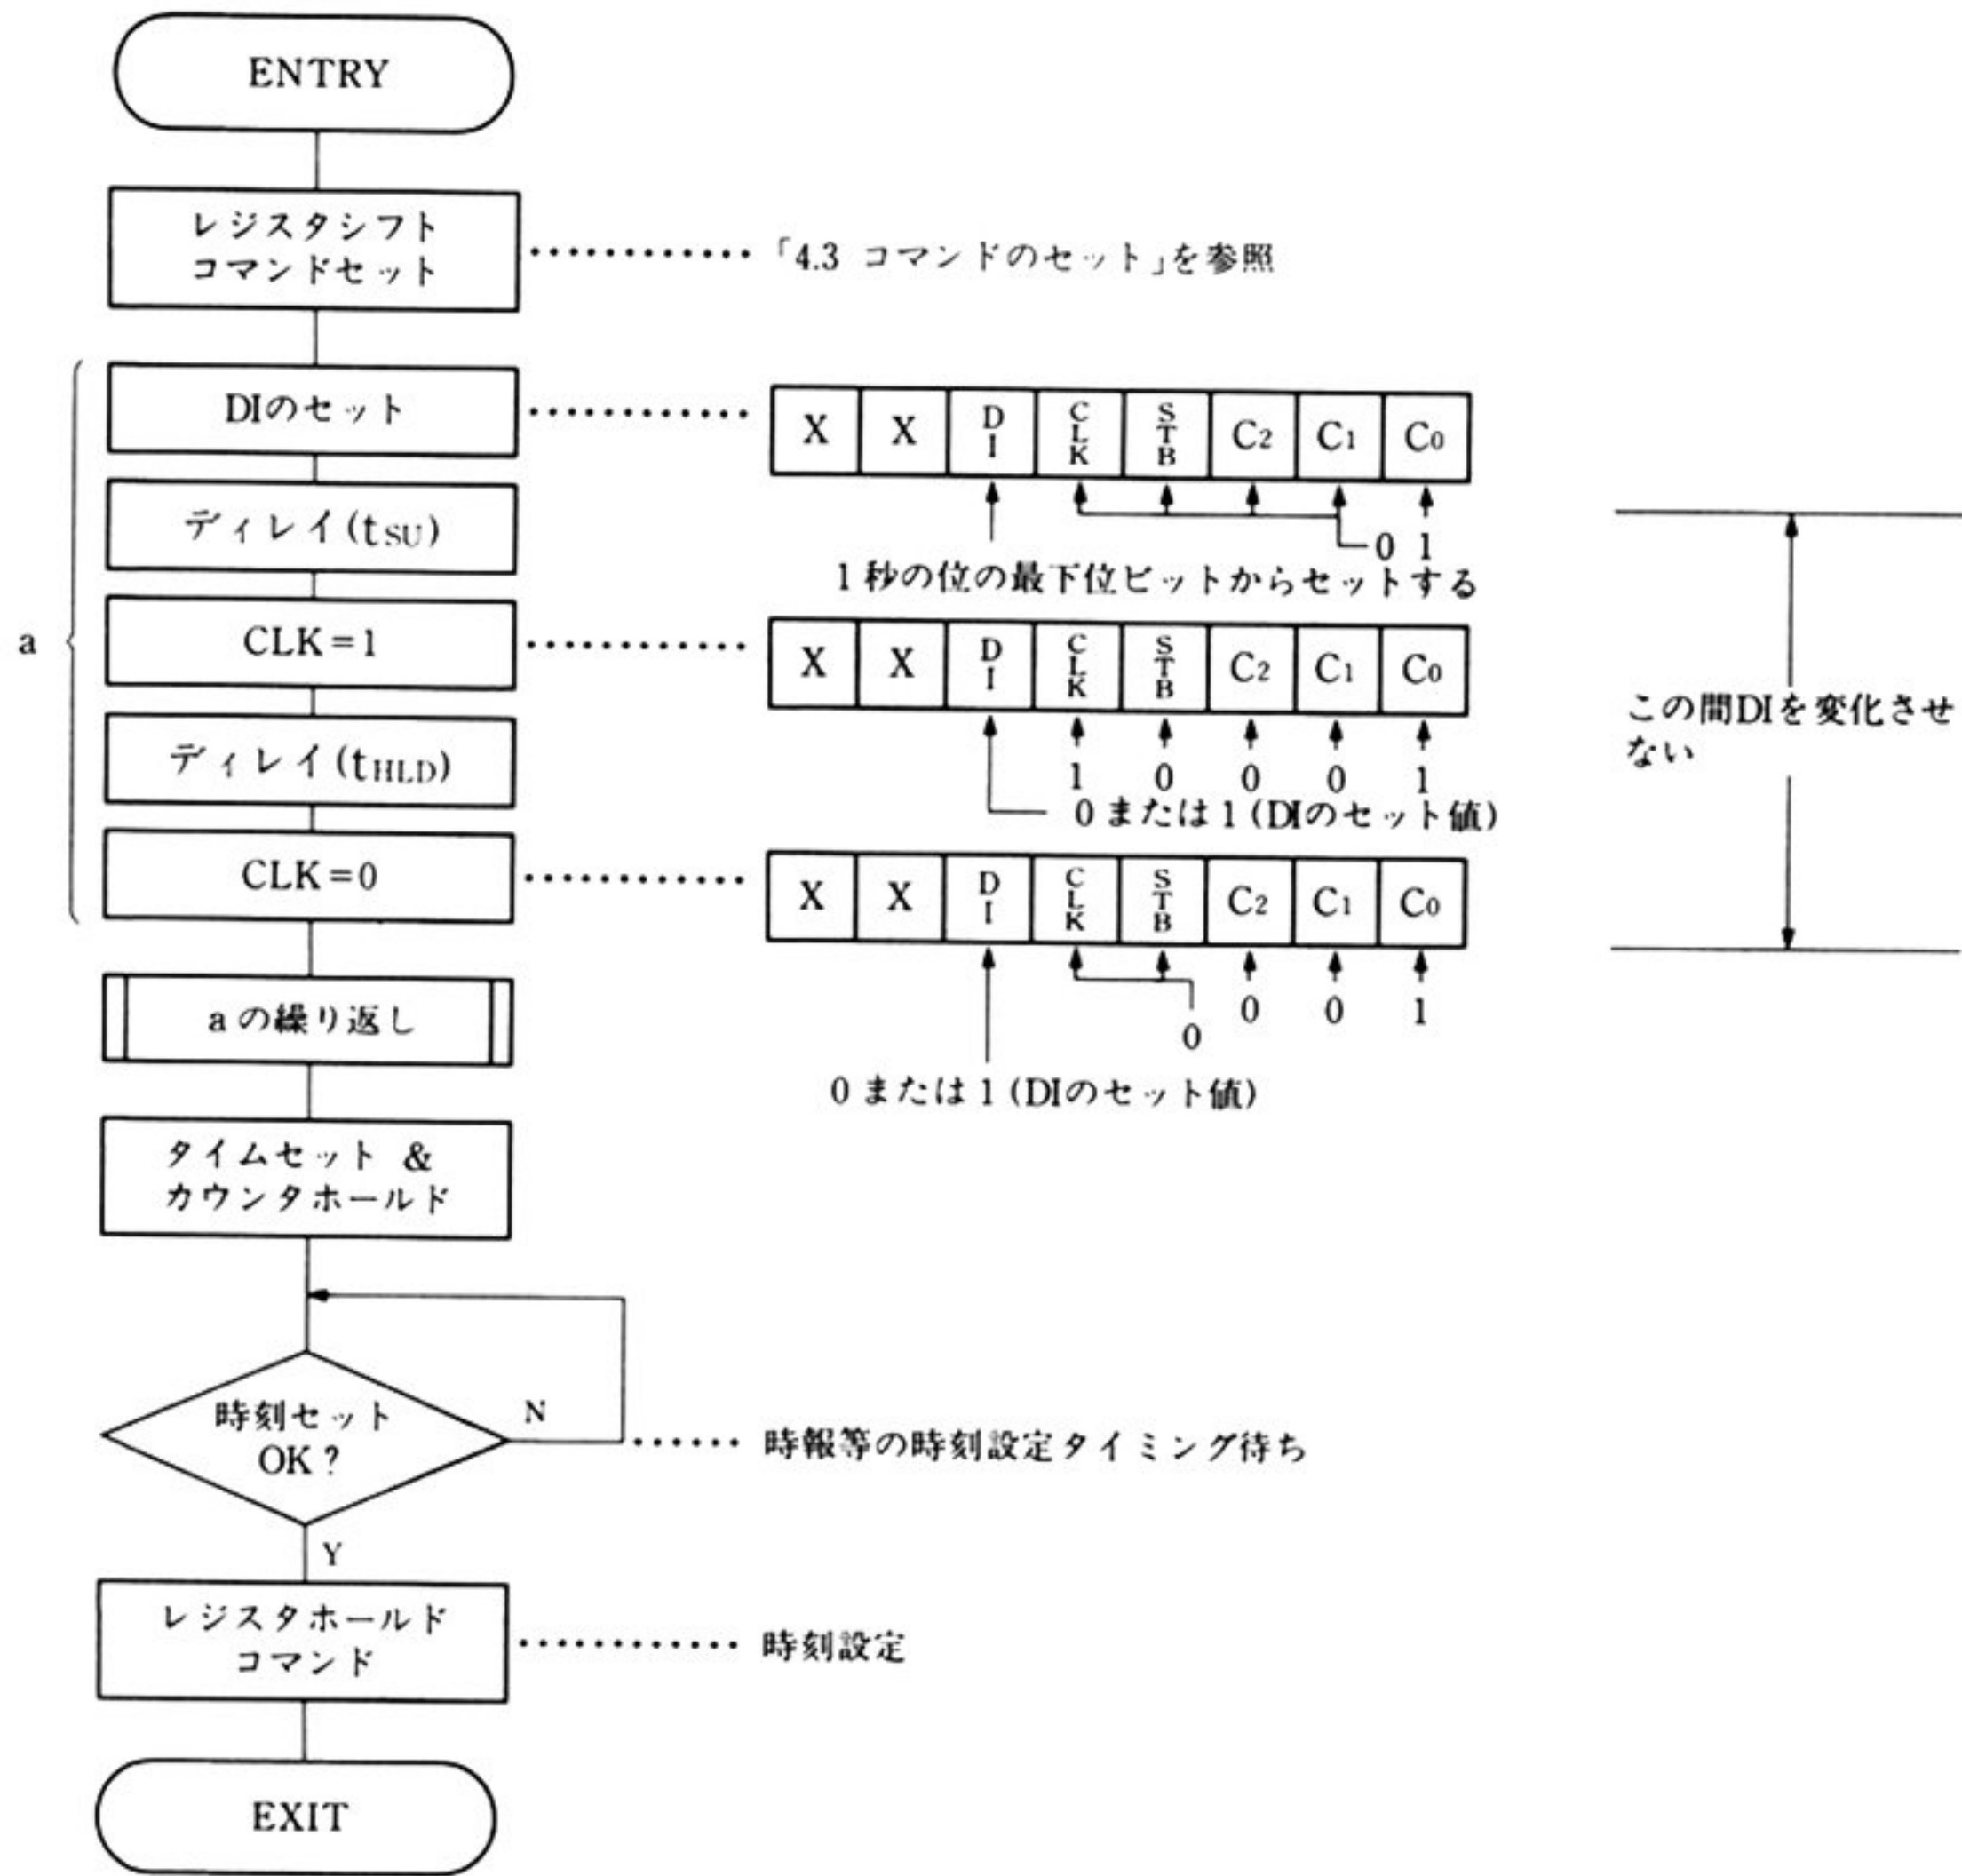 ENTRY
レジスタシフト
コマンドセット
「4.3 コマンドのセット」を参照
a
DIのセット
X X DI CLK STB C2 C1 C0
0 1
1秒の位の最下位ビットからセットする
ディレイ(tSU)
CLK=1
X X DI CLK STB C2 C1 C0
1 0 0 0 1
0または1(DIのセット値)
ディレイ(tHLD)
CLK=0
X X DI CLK STB C2 C1 C0
0 0 0 1
0または1(DIのセット値)
この間DIを変化させ
ない
aの繰り返し
タイムセット &
カウンタホールド
時刻セット
OK?
N
時報等の時刻設定タイミング待ち
Y
レジスタホールド
コマンド
時刻設定
EXIT